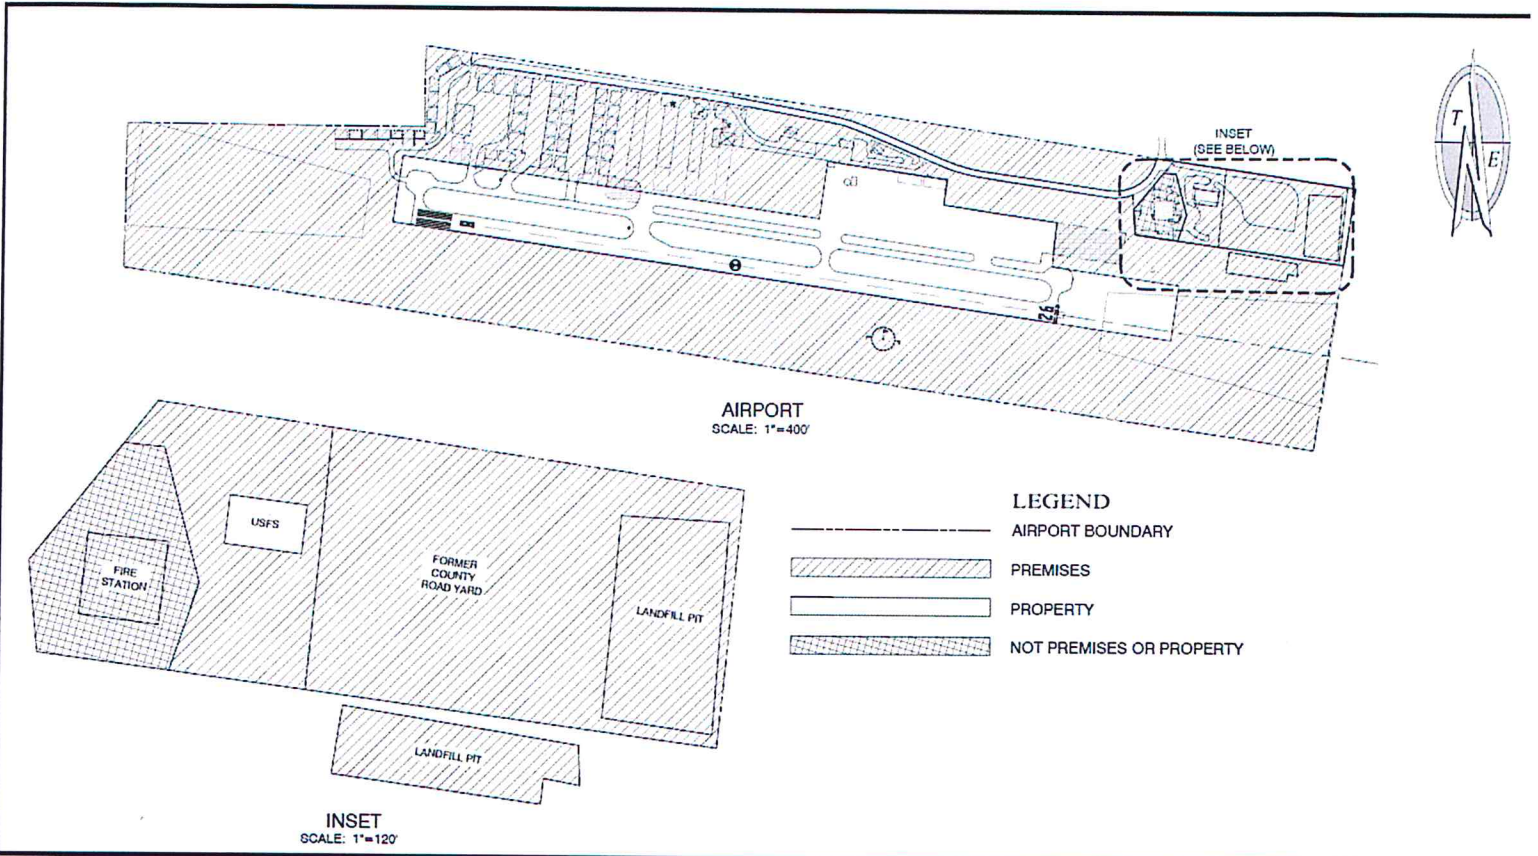 INSET
(SEE BELOW)
T
E
26
AIRPORT
SCALE: 1"=400'
USFS
FIRE
STATION
FORMER
COUNTY
ROAD YARD
LANDFILL PIT
LANDFILL PIT
INSET
SCALE: 1"=120'
LEGEND
AIRPORT BOUNDARY
PREMISES
PROPERTY
NOT PREMISES OR PROPERTY